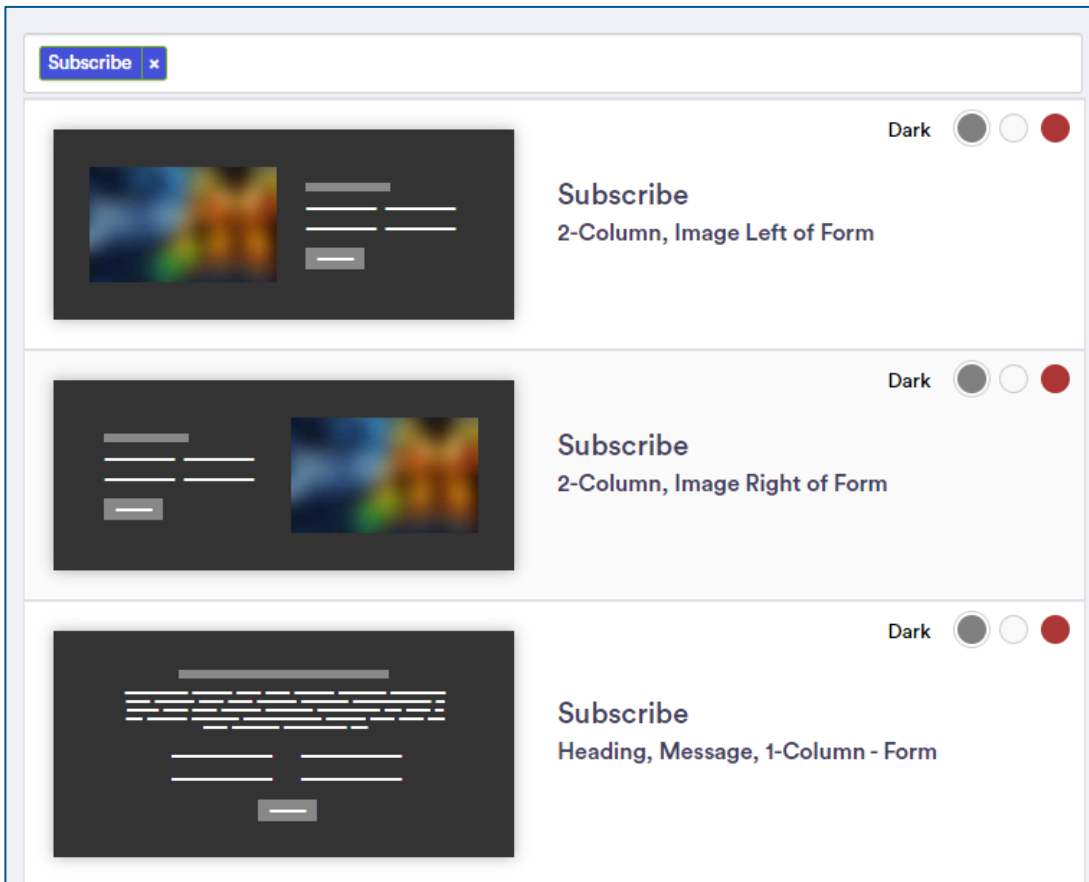 Subscribe ×
Dark
Subscribe
2-Column, Image Left of Form
Dark
Subscribe
2-Column, Image Right of Form
Dark
Subscribe
Heading, Message, 1-Column - Form